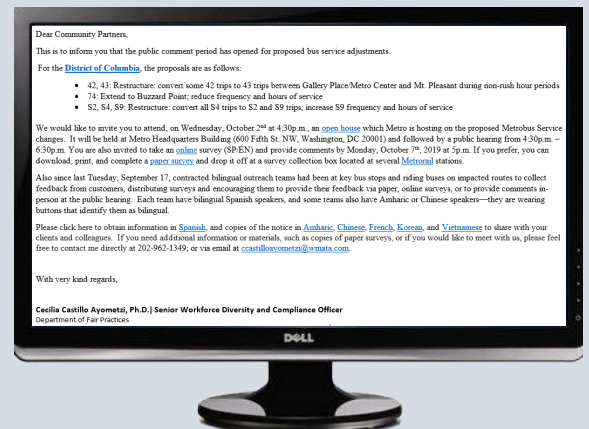 Dear Community Partners,
This is to inform you that the public comment period has opened for proposed bus service adjustments.
For the District of Columbia, the proposals are as follows:
• 42, 43: Restructure: convert some 42 trips to 43 trips between Gallery Place/Metro Center and Mt. Pleasant during non-rush hour periods
• 74: Extend to Buzzard Point; reduce frequency and hours of service
• S2, S4, S9: Restructure: convert all S4 trips to S2 and S9 trips; increase S9 frequency and hours of service
We would like to invite you to attend, on Wednesday, October 2nd at 4:30p.m., an open house which Metro is hosting on the proposed Metrobus Service
changes. It will be held at Metro Headquarters Building (600 Fifth St. NW, Washington, DC 20001) and followed by a public hearing from 4:30p.m. –
6:30p.m. You are also invited to take an online survey (SP/EN) and provide comments by Monday, October 7th, 2019 at 5p.m. If you prefer, you can
download, print, and complete a paper survey and drop it off at a survey collection box located at several Metrorail stations.
Also since last Tuesday, September 17, contracted bilingual outreach teams had been at key bus stops and riding buses on impacted routes to collect
feedback from customers, distributing surveys and encouraging them to provide their feedback via paper, online surveys, or to provide comments in-
person at the public hearing. Each team have bilingual Spanish speakers, and some teams also have Amharic or Chinese speakers—they are wearing
buttons that identify them as bilingual.
Please click here to obtain information in Spanish, and copies of the notice in Amharic, Chinese, French, Korean, and Vietnamese to share with your
clients and colleagues. If you need additional information or materials, such as copies of paper surveys, or if you would like to meet with us, please feel
free to contact me directly at 202-962-1349; or via email at ccastilloayometzi@wmata.com.
With very kind regards,
Cecilia Castillo Ayometzi, Ph.D.| Senior Workforce Diversity and Compliance Officer
Department of Fair Practices
DELL